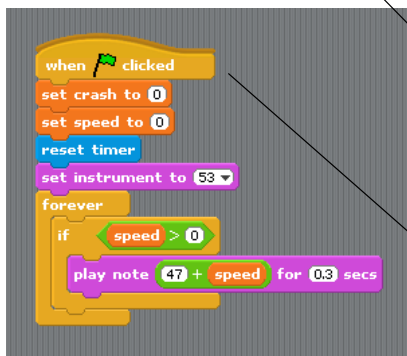 when clicked
set crash to 0
set speed to 0
reset timer
set instrument to 53
forever
if speed > 0
play note 47 + speed for 0.3 secs